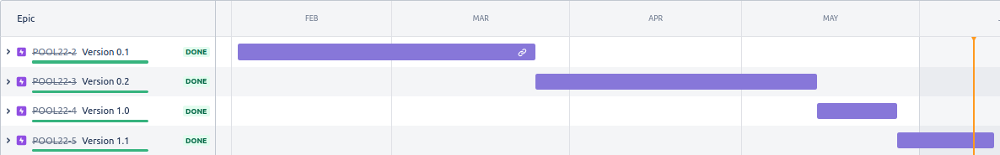 Epic FEB MAR APR MAY
POOL22-2 Version 0.1 DONE
POOL22-3 Version 0.2 DONE
POOL22-4 Version 1.0 DONE
POOL22-5 Version 1.1 DONE